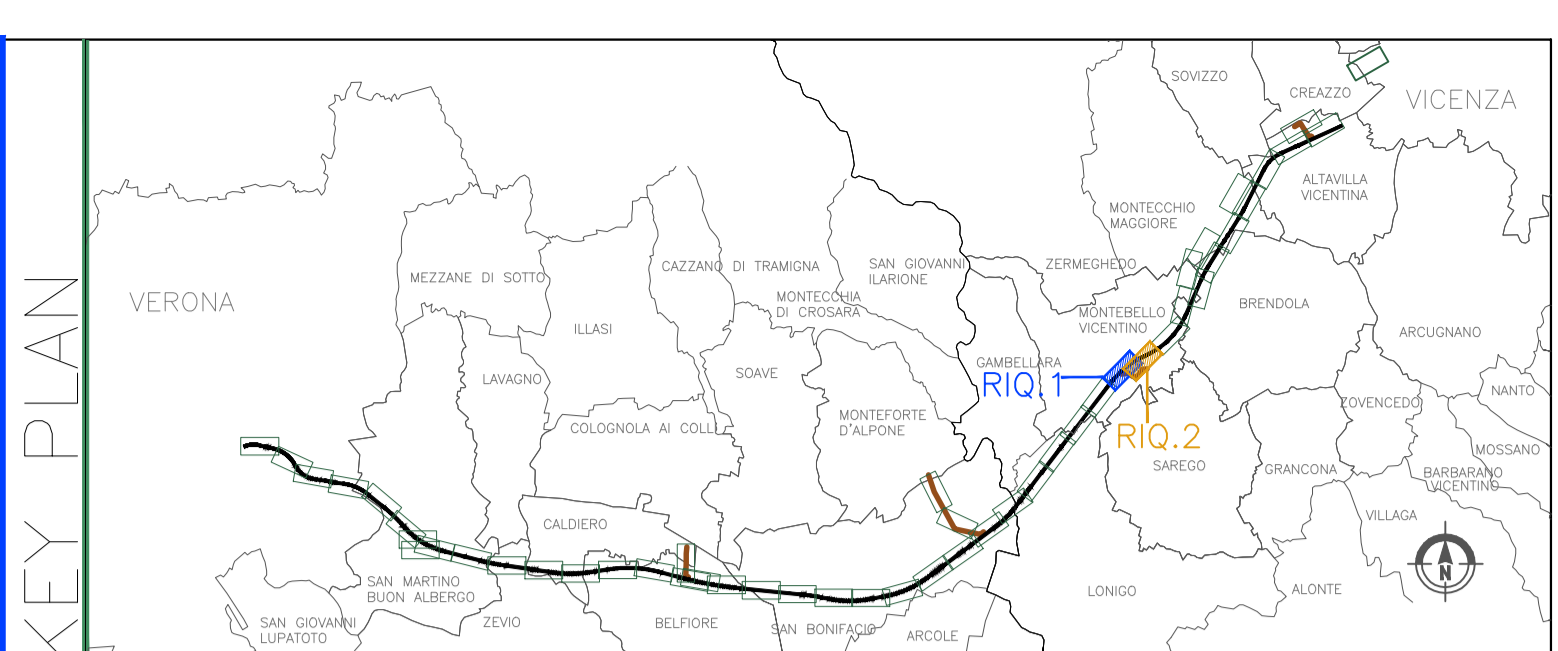 KEY PLAN
SOVIZZO
CREAZZO
VICENZA
ALTAVILLA
VICENTINA
MONTECCHIO
MAGGIORE
ZERMEGHEDO
CAZZANO DI TRAMIGNA
SAN GIOVANNI
ILARIONE
MEZZANE DI SOTTO
MONTECCHIA
DI CROSARA
VERONA
BRENDOLA
MONTEBELLO
VICENTINO
ILLASI
ARCUGNANO
GAMBELLARA
SOAVE
LAVAGNO
RIQ.1
NANTO
ZOVENCEDO
MONTEFORTE
D'ALPONE
COLOGNOLA AI COLL
RIQ.2
MOSSANO
SAREGO
GRANCONA
BARBARANO
VICENTINO
VILLAGA
CALDIERO
N
SAN MARTINO
BUON ALBERGO
LONIGO
ALONTE
SAN GIOVANNI
LUPATOTO
ZEVIO
BELFIORE
SAN BONIFACIO
ARCOLE